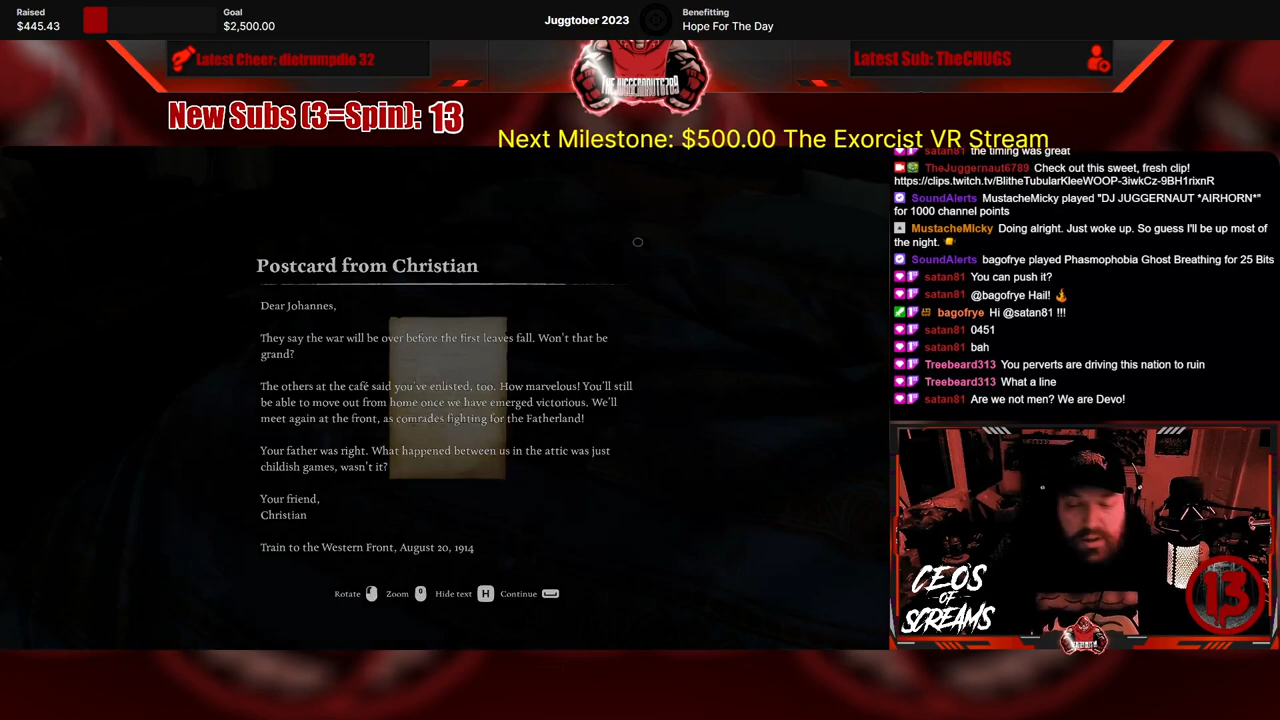 Raised
$445.43
Goal
$2,500.00
Juggtober 2023
Benefitting
Hope For The Day
Latest Cheer: dietrumpdie 32
THEJUGGERNAUT6789
Latest Sub: TheCHUGS
New Subs (3=Spin): 13
Next Milestone: $500.00 The Exorcist VR Stream
Postcard from Christian
Dear Johannes,
They say the war will be over before the first leaves fall. Won't that be
grand?
The others at the café said you've enlisted, too. How marvelous! You'll still
be able to move out from home once we have emerged victorious. We'll
meet again at the front, as comrades fighting for the Fatherland!
Your father was right. What happened between us in the attic was just
childish games, wasn't it?
Your friend,
Christian
Train to the Western Front, August 20, 1914
Rotate Zoom Hide text H Continue
satan81 the timing was great
TheJuggernaut6789 Check out this sweet, fresh clip!
https://clips.twitch.tv/BlitheTubularKleeWOOP-3iwkCz-9BH1rixnR
SoundAlerts MustacheMicky played "DJ JUGGERNAUT *AIRHORN*"
for 1000 channel points
MustacheMicky Doing alright. Just woke up. So guess I'll be up most of
the night.
SoundAlerts bagofrye played Phasmophobia Ghost Breathing for 25 Bits
satan81 You can push it?
satan81 @bagofrye Hail!
bagofrye Hi @satan81 !!!
satan81 0451
satan81 bah
Treebeard313 You perverts are driving this nation to ruin
Treebeard313 What a line
satan81 Are we not men? We are Devo!
CEOS
OF
SCREAMS
13